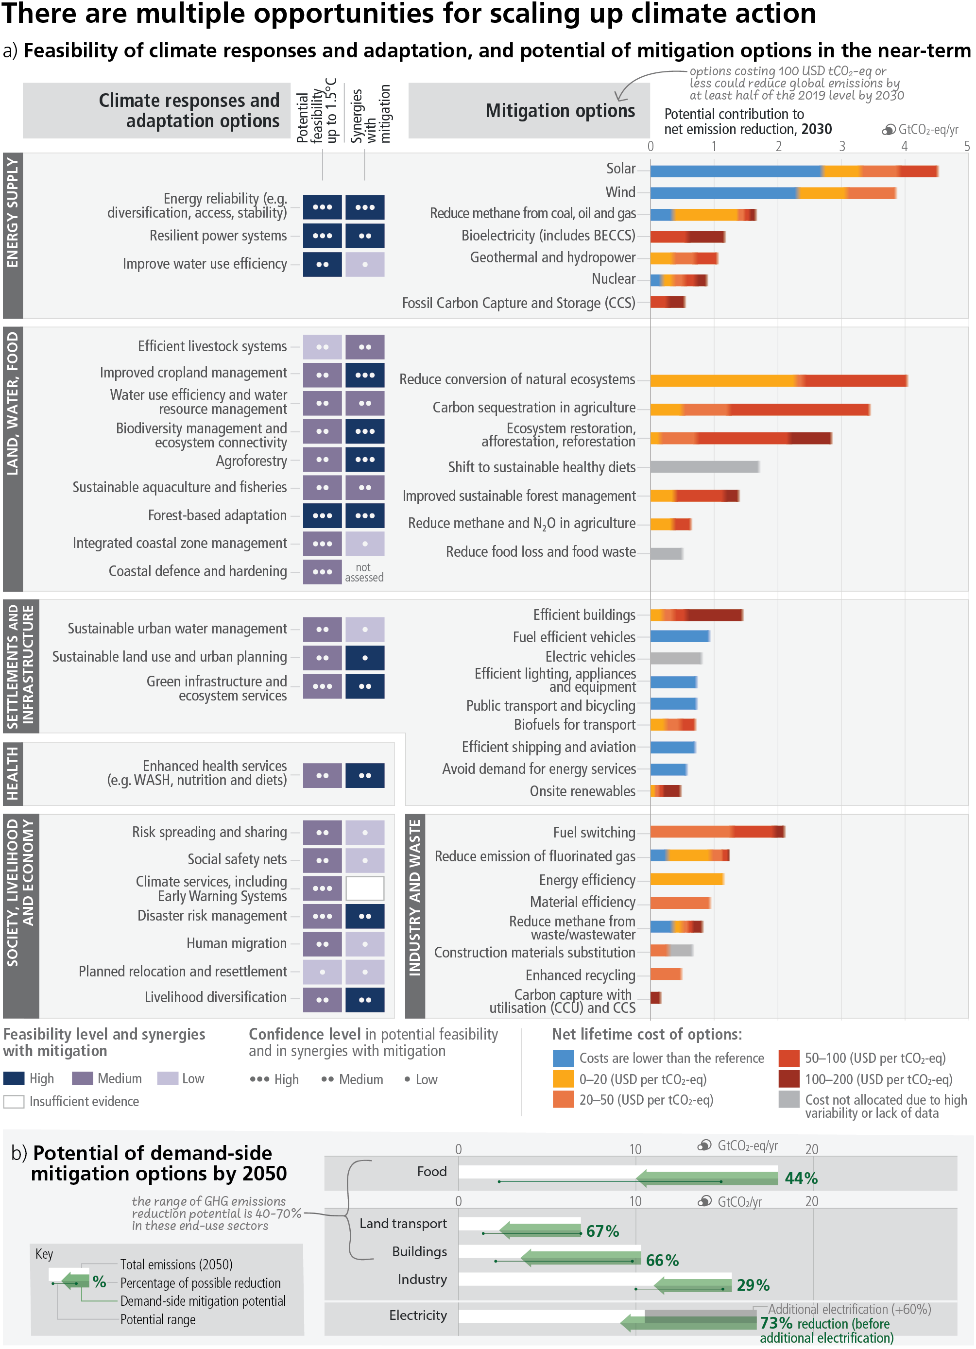 There are multiple opportunities for scaling up climate action
a) Feasibility of climate responses and adaptation, and potential of mitigation options in the near-term
Climate responses and
adaptation options
Potential
feasibility
up to 1.5°C
Synergies
with
mitigation
Mitigation options
options costing 100 USD tCO₂-eq or
less could reduce global emissions by
at least half of the 2019 level by 2030
Potential contribution to
net emission reduction, 2030
GtCO₂-eq/yr
0 1 2 3 4 5
ENERGY SUPPLY
Energy reliability (e.g.
diversification, access, stability)
Resilient power systems
Improve water use efficiency
Solar
Wind
Reduce methane from coal, oil and gas
Bioelectricity (includes BECCS)
Geothermal and hydropower
Nuclear
Fossil Carbon Capture and Storage (CCS)
LAND, WATER, FOOD
Efficient livestock systems
Improved cropland management
Water use efficiency and water
resource management
Biodiversity management and
ecosystem connectivity
Agroforestry
Sustainable aquaculture and fisheries
Forest-based adaptation
Integrated coastal zone management
Coastal defence and hardening
not
assessed
Reduce conversion of natural ecosystems
Carbon sequestration in agriculture
Ecosystem restoration,
afforestation, reforestation
Shift to sustainable healthy diets
Improved sustainable forest management
Reduce methane and N₂O in agriculture
Reduce food loss and food waste
SETTLEMENTS AND
INFRASTRUCTURE
Sustainable urban water management
Sustainable land use and urban planning
Green infrastructure and
ecosystem services
Efficient buildings
Fuel efficient vehicles
Electric vehicles
Efficient lighting, appliances
and equipment
Public transport and bicycling
Biofuels for transport
Efficient shipping and aviation
Avoid demand for energy services
Onsite renewables
HEALTH
Enhanced health services
(e.g. WASH, nutrition and diets)
SOCIETY, LIVELIHOOD
AND ECONOMY
Risk spreading and sharing
Social safety nets
Climate services, including
Early Warning Systems
Disaster risk management
Human migration
Planned relocation and resettlement
Livelihood diversification
INDUSTRY AND WASTE
Fuel switching
Reduce emission of fluorinated gas
Energy efficiency
Material efficiency
Reduce methane from
waste/wastewater
Construction materials substitution
Enhanced recycling
Carbon capture with
utilisation (CCU) and CCS
Feasibility level and synergies
with mitigation
High Medium Low
Insufficient evidence
Confidence level in potential feasibility
and in synergies with mitigation
High Medium Low
Net lifetime cost of options:
Costs are lower than the reference
0–20 (USD per tCO₂-eq)
20–50 (USD per tCO₂-eq)
50–100 (USD per tCO₂-eq)
100–200 (USD per tCO₂-eq)
Cost not allocated due to high
variability or lack of data
b) Potential of demand-side
mitigation options by 2050
the range of GHG emissions
reduction potential is 40-70%
in these end-use sectors
Key
%
Total emissions (2050)
Percentage of possible reduction
Demand-side mitigation potential
Potential range
0 10 20
GtCO₂-eq/yr
Food
44%
0 10 20
GtCO₂/yr
Land transport
67%
Buildings
66%
Industry
29%
Electricity
Additional electrification (+60%)
73% reduction (before
additional electrification)